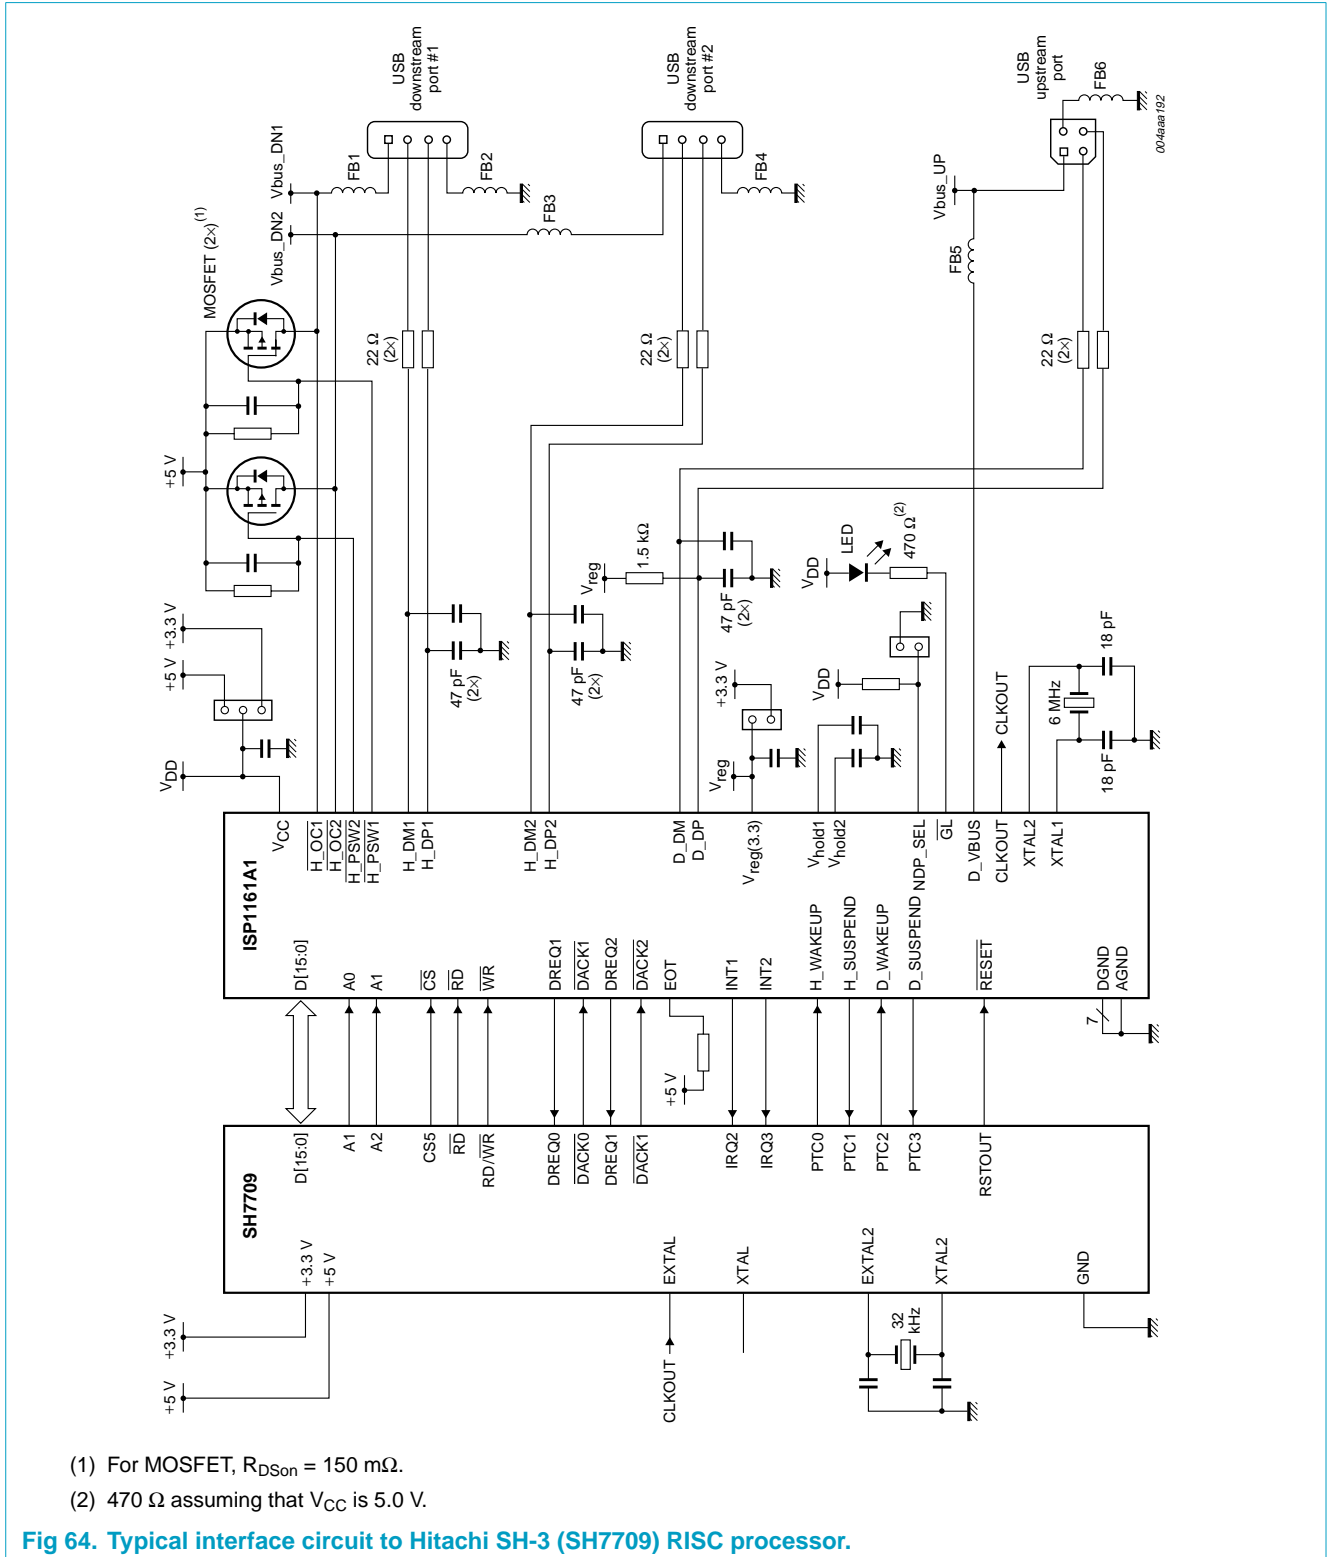 USB
downstream
port #1
USB
downstream
port #2
USB
upstream
port
FB6
004aaa192
Vbus_DN1
FB1
FB2
FB4
Vbus_UP
Vbus_DN2
FB3
FB5
MOSFET (2×)(1)
22 Ω
(2×)
22 Ω
(2×)
22 Ω
(2×)
+5 V
Vreg
1.5 kΩ
47 pF
(2×)
VDD
LED
470 Ω(2)
+3.3 V
+5 V
47 pF
(2×)
47 pF
(2×)
+3.3 V
VDD
18 pF
6 MHz
18 pF
CLKOUT
VDD
Vreg
VCC
H_OC1
H_OC2
H_PSW2
H_PSW1
H_DM1
H_DP1
H_DM2
H_DP2
D_DM
D_DP
Vreg(3.3)
Vhold1
Vhold2
NDP_SEL
GL
D_VBUS
CLKOUT
XTAL2
XTAL1
ISP1161A1
D[15:0]
A0
A1
CS
RD
WR
DREQ1
DACK1
DREQ2
DACK2
EOT
INT1
INT2
H_WAKEUP
H_SUSPEND
D_WAKEUP
D_SUSPEND
RESET
DGND
AGND
7
+5 V
D[15:0]
A1
A2
CS5
RD
RD/WR
DREQ0
DACK0
DREQ1
DACK1
IRQ2
IRQ3
PTC0
PTC1
PTC2
PTC3
RSTOUT
SH7709
+3.3 V
+5 V
EXTAL
XTAL
EXTAL2
XTAL2
GND
+3.3 V
+5 V
CLKOUT
32
kHz
(1) For MOSFET, RDSon = 150 mΩ.
(2) 470 Ω assuming that VCC is 5.0 V.
Fig 64. Typical interface circuit to Hitachi SH-3 (SH7709) RISC processor.